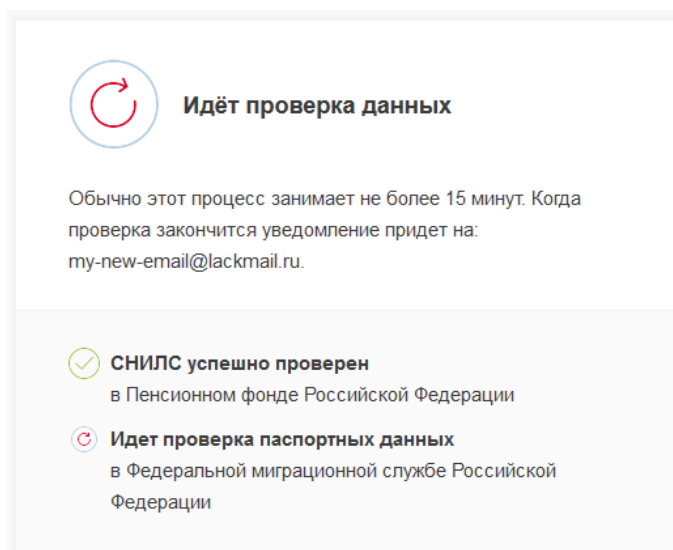 Идёт проверка данных
Обычно этот процесс занимает не более 15 минут. Когда
проверка закончится уведомление придет на:
my-new-email@lackmail.ru.
СНИЛС успешно проверен
в Пенсионном фонде Российской Федерации
Идет проверка паспортных данных
в Федеральной миграционной службе Российской
Федерации